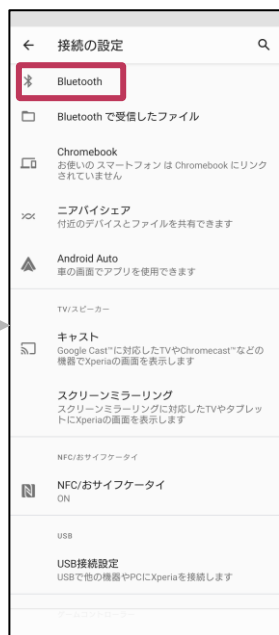 接続の設定
Bluetooth
Bluetooth で受信したファイル
Chromebook
お使いの スマートフォン は Chromebook にリンク
されていません
ニアバイシェア
付近のデバイスとファイルを共有できます
Android Auto
車の画面でアプリを使用できます
TV/スピーカー
キャスト
Google Cast™に対応したTVやChromecast™などの
機器でXperiaの画面を表示します
スクリーンミラーリング
スクリーンミラーリングに対応したTVやタブレッ
トにXperiaの画面を表示します
NFC/おサイフケータイ
NFC/おサイフケータイ
ON
USB
USB接続設定
USBで他の機器やPCにXperiaを接続します